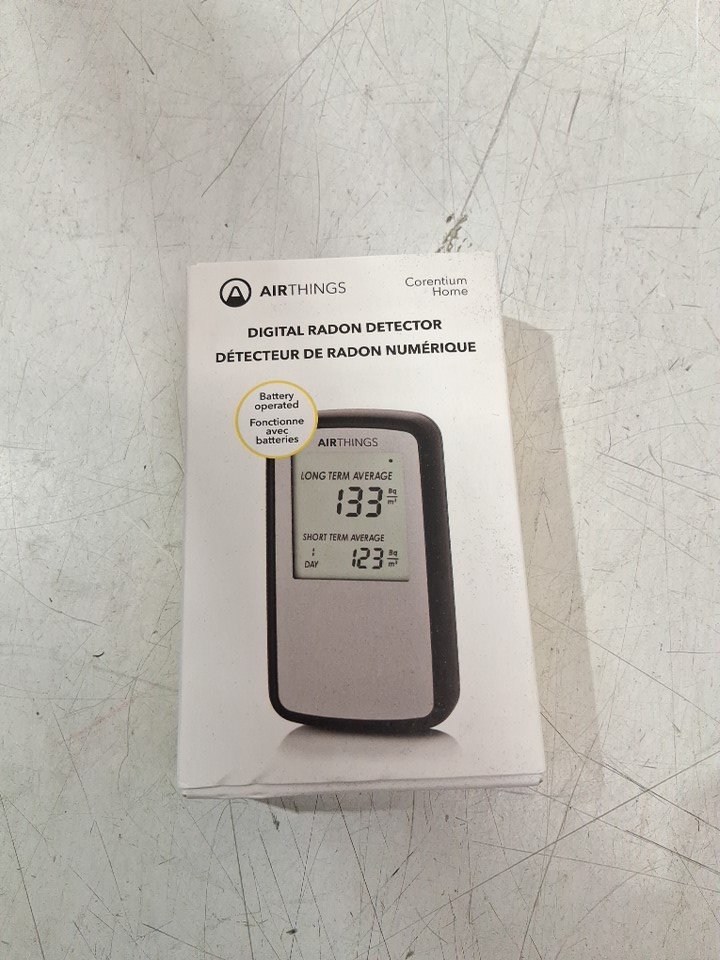 AIRTHINGS
Corentium
Home
DIGITAL RADON DETECTOR
DÉTECTEUR DE RADON NUMÉRIQUE
Battery
operated
Fonctionne
avec
batteries
AIRTHINGS
LONG TERM AVERAGE
133 Bq/m³
SHORT TERM AVERAGE
1 DAY 123 Bq/m³